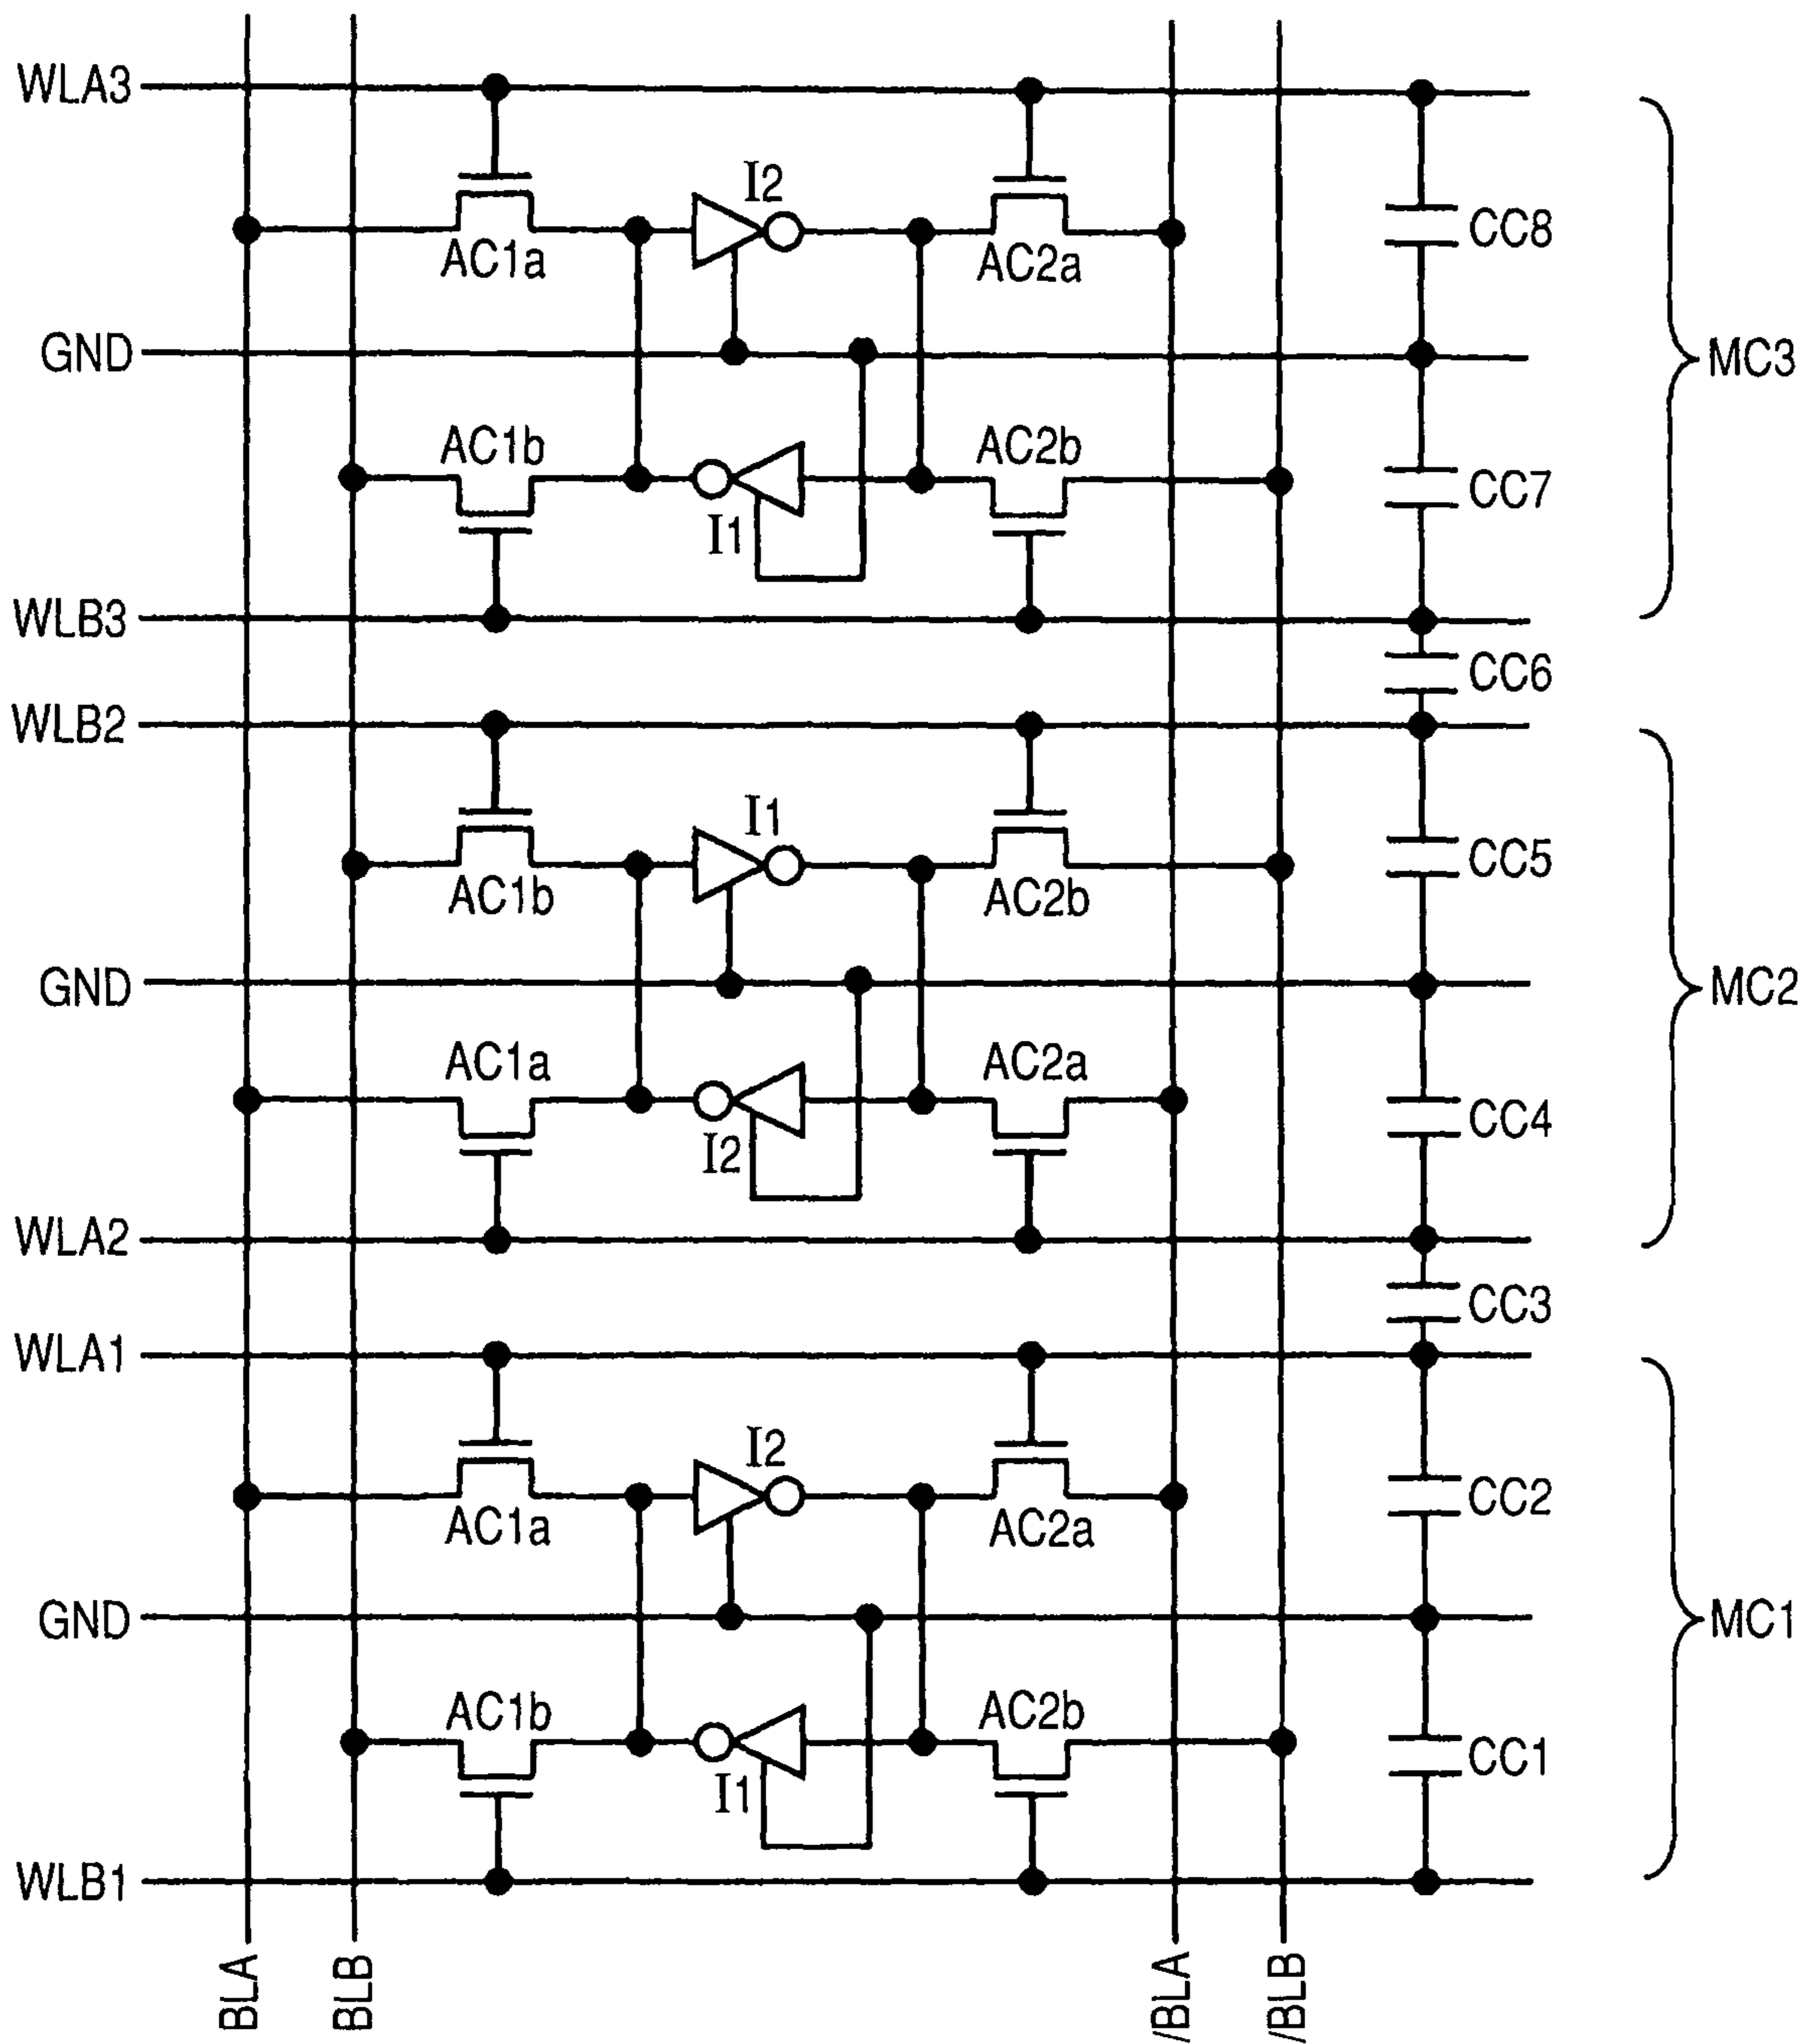 WLA3
I2
CC8
AC1a
AC2a
GND
MC3
AC1b
AC2b
CC7
I1
WLB3
CC6
WLB2
I1
CC5
AC1b
AC2b
GND
MC2
AC1a
AC2a
CC4
I2
WLA2
CC3
WLA1
I2
CC2
AC1a
AC2a
GND
MC1
AC1b
AC2b
CC1
I1
WLB1
BLA
BLB
/BLA
/BLB